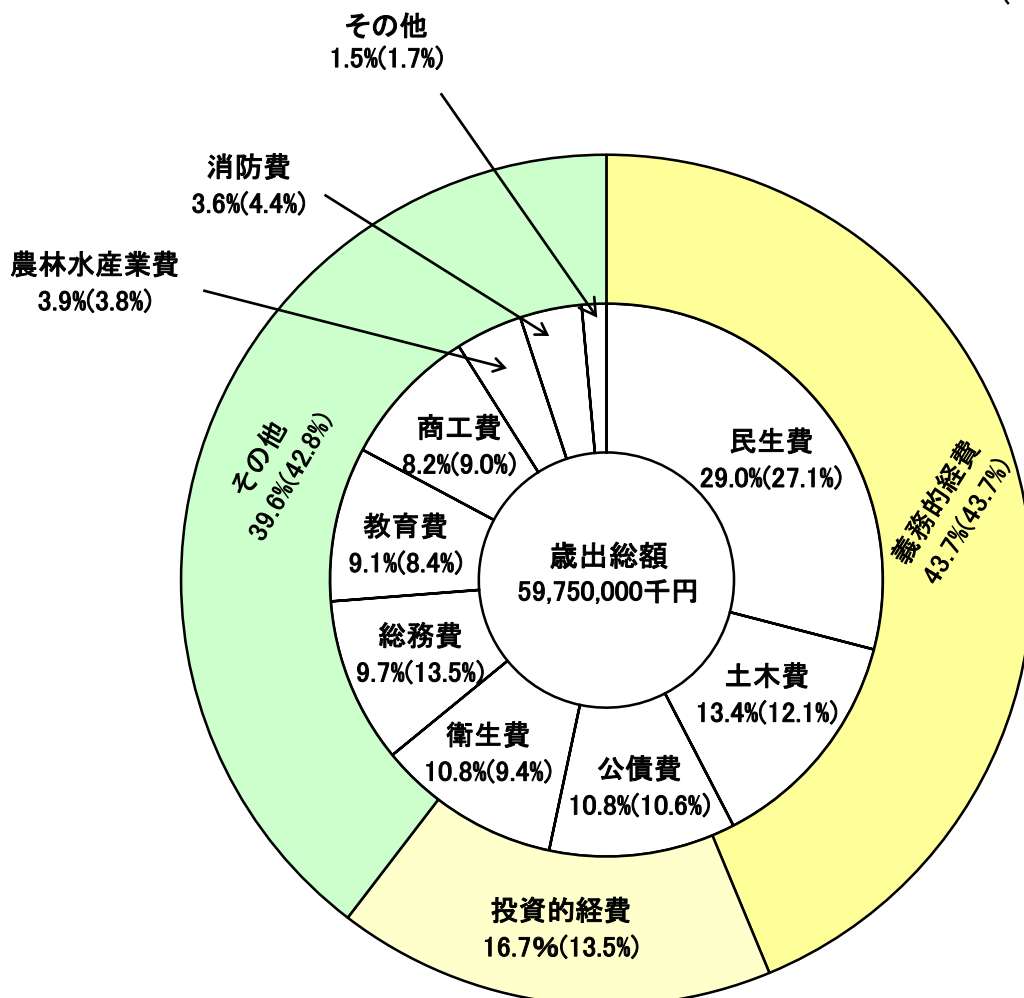 その他
1.5%(1.7%)
消防費
3.6%(4.4%)
農林水産業費
3.9%(3.8%)
商工費
8.2%(9.0%)
民生費
29.0%(27.1%)
その他
39.6%(42.8%)
義務的経費
43.7%(43.7%)
教育費
9.1%(8.4%)
歳出総額
59,750,000千円
総務費
9.7%(13.5%)
土木費
13.4%(12.1%)
衛生費
10.8%(9.4%)
公債費
10.8%(10.6%)
投資的経費
16.7%(13.5%)